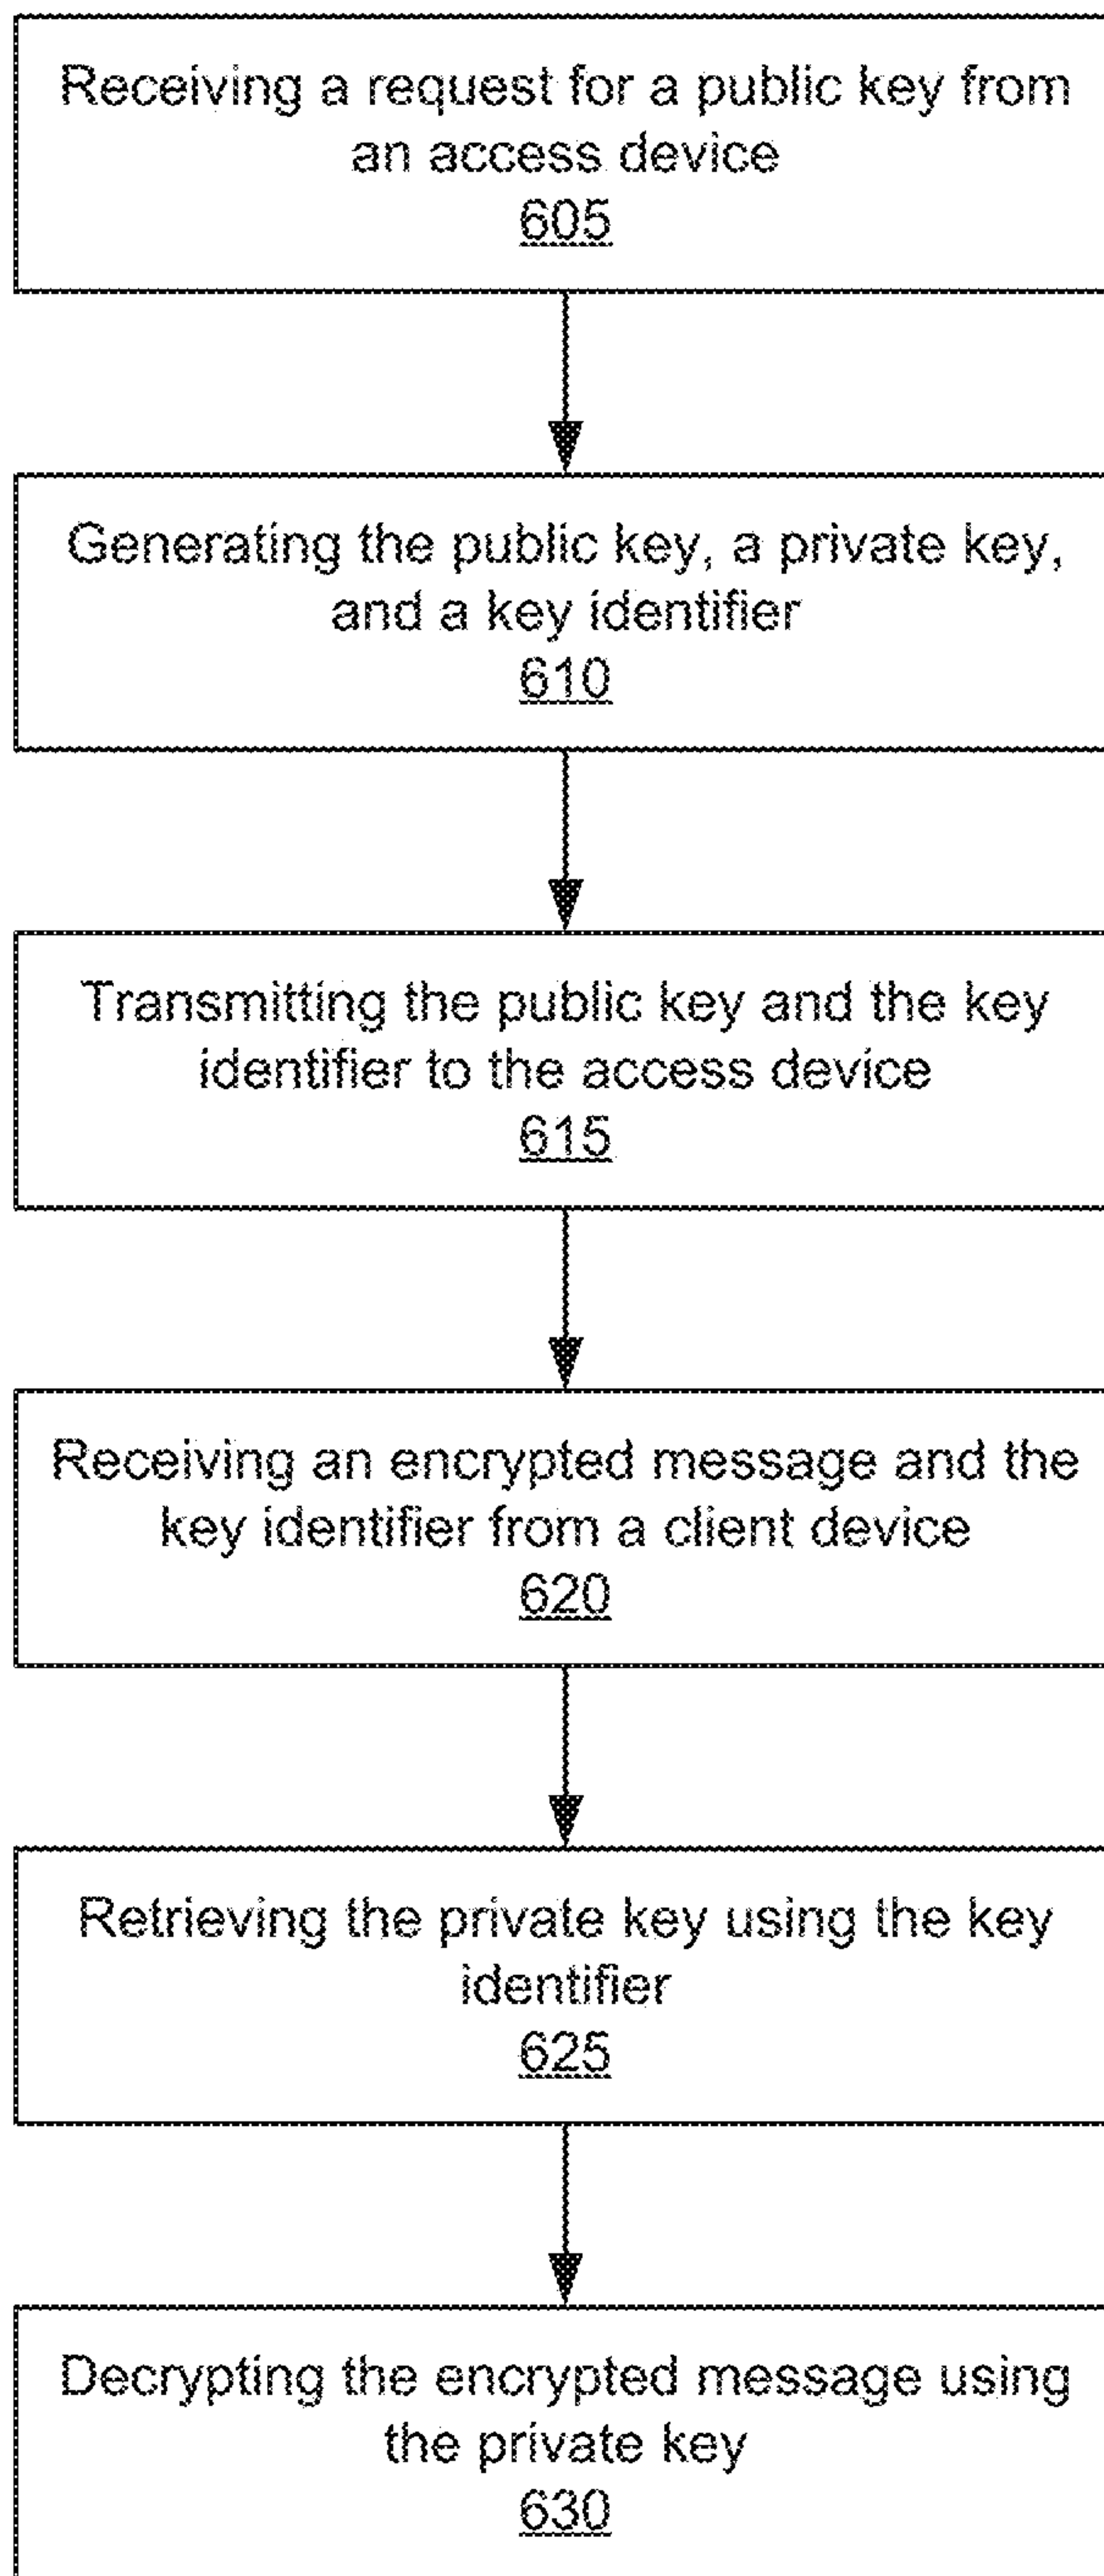 Receiving a request for a public key from
an access device
605
Generating the public key, a private key,
and a key identifier
610
Transmitting the public key and the key
identifier to the access device
615
Receiving an encrypted message and the
key identifier from a client device
620
Retrieving the private key using the key
identifier
625
Decrypting the encrypted message using
the private key
630